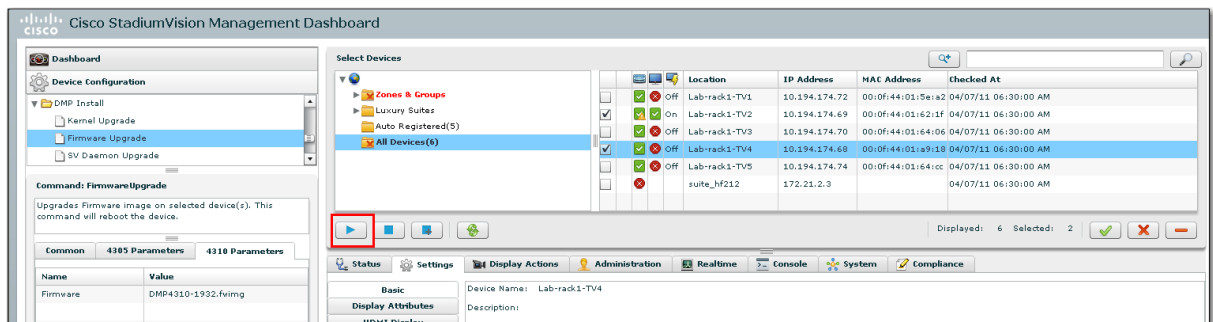 CISCO Cisco StadiumVision Management Dashboard
Dashboard
Device Configuration
DMP Install
Kernel Upgrade
Firmware Upgrade
SV Daemon Upgrade
Command: FirmwareUpgrade
Upgrades Firmware image on selected device(s). This
command will reboot the device.
Common 4305 Parameters 4310 Parameters
Name Value
Firmware DMP4310-1932.fwimg
Select Devices
Zones & Groups
Luxury Suites
Auto Registered(5)
All Devices(6)
Location IP Address MAC Address Checked At
Off Lab-rack1-TV1 10.194.174.72 00:0f:44:01:5e:a2 04/07/11 06:30:00 AM
On Lab-rack1-TV2 10.194.174.69 00:0f:44:01:62:1f 04/07/11 06:30:00 AM
Off Lab-rack1-TV3 10.194.174.70 00:0f:44:01:64:06 04/07/11 06:30:00 AM
Off Lab-rack1-TV4 10.194.174.68 00:0f:44:01:a9:18 04/07/11 06:30:00 AM
Off Lab-rack1-TV5 10.194.174.74 00:0f:44:01:64:cc 04/07/11 06:30:00 AM
suite_hf212 172.21.2.3 04/07/11 06:30:00 AM
Displayed: 6 Selected: 2
Status Settings Display Actions Administration Realtime Console System Compliance
Basic
Display Attributes
HDMI Display
Device Name: Lab-rack1-TV4
Description: